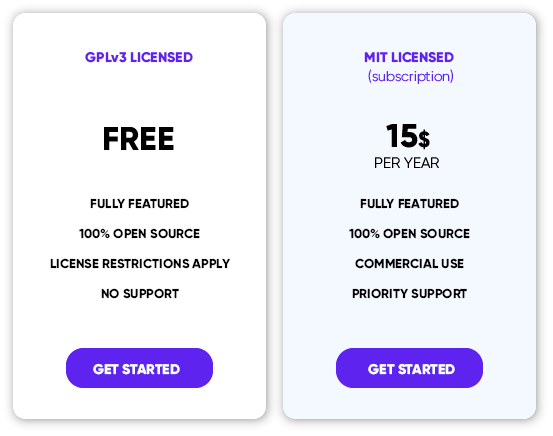 GPLv3 LICENSED
FREE
FULLY FEATURED
100% OPEN SOURCE
LICENSE RESTRICTIONS APPLY
NO SUPPORT
GET STARTED
MIT LICENSED
(subscription)
15$
PER YEAR
FULLY FEATURED
100% OPEN SOURCE
COMMERCIAL USE
PRIORITY SUPPORT
GET STARTED